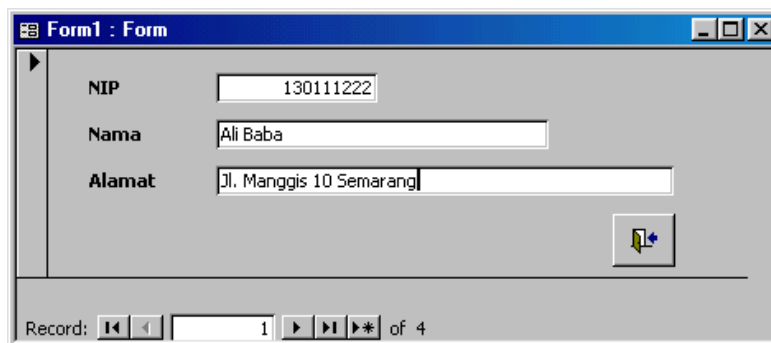 Form1 : Form
NIP 130111222
Nama Ali Baba
Alamat Jl. Manggis 10 Semarang
Record: 1 of 4